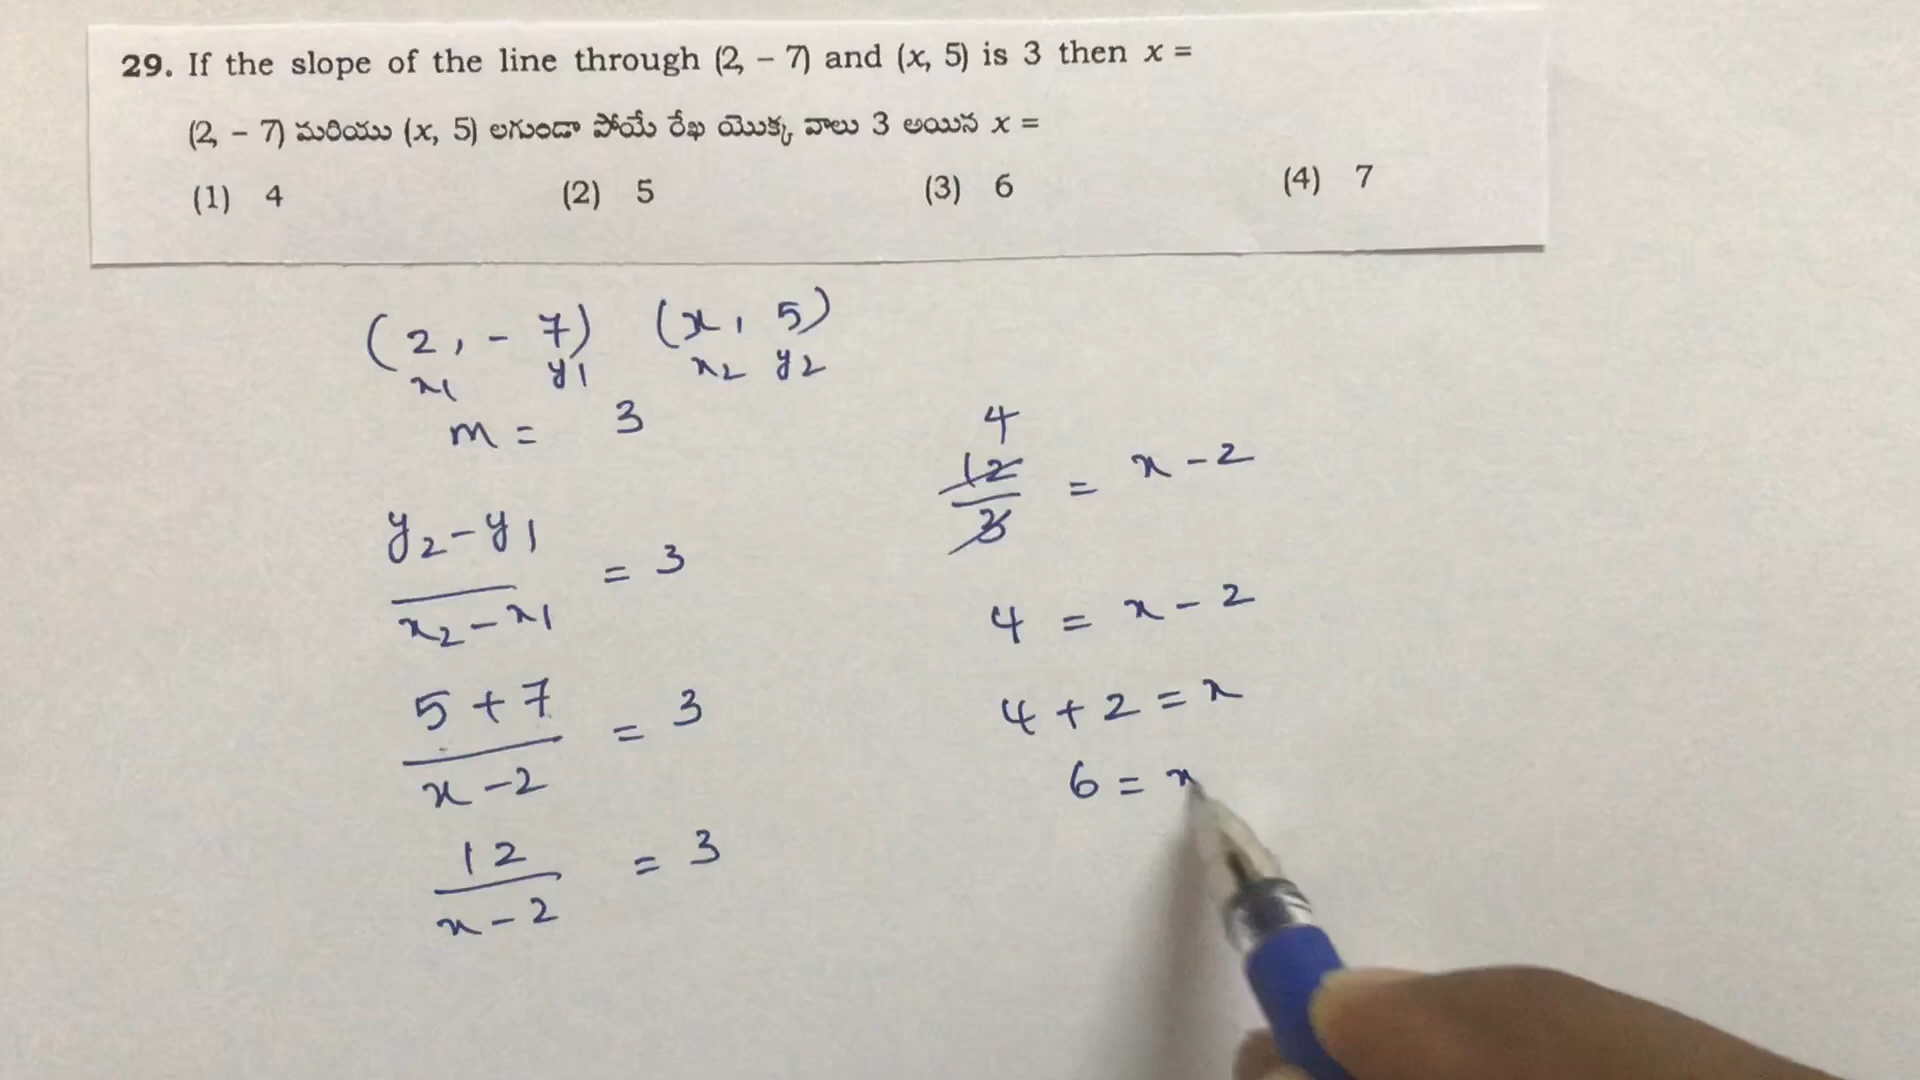 29. If the slope of the line through (2, – 7) and (x, 5) is 3 then x =
(2, – 7) మరియు (x, 5) లగుండా పోయే రేఖ యొక్క వాలు 3 అయిన x =
(1) 4 (2) 5 (3) 6 (4) 7
(2, - 7) (x, 5)
x1 y1 x2 y2
m = 3
y2 - y1
x2 - x1
= 3
5 + 7
x - 2
= 3
12
x - 2
= 3
4
12
3
= x - 2
4 = x - 2
4 + 2 = x
6 = x